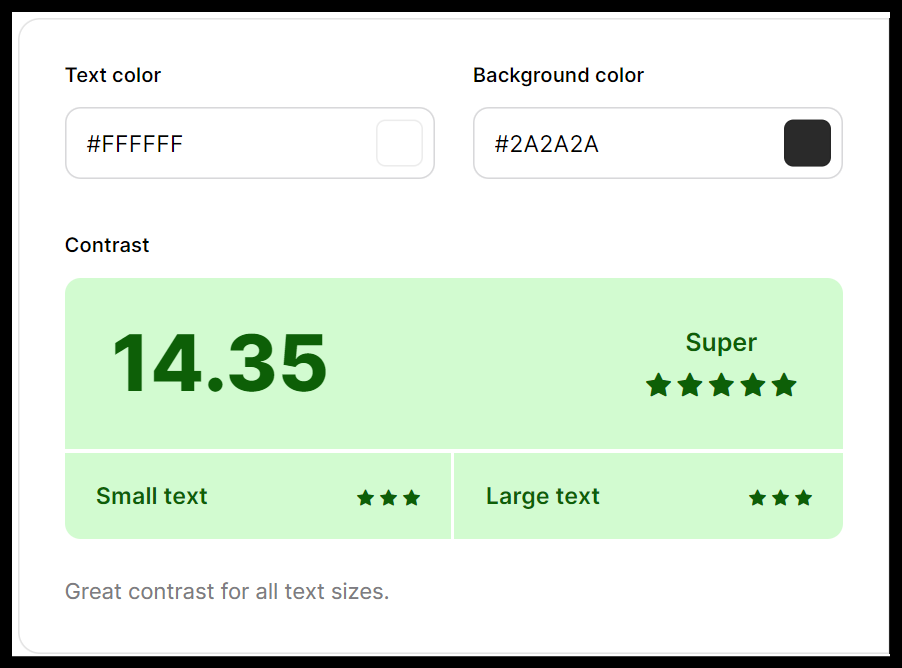 Text color
Background color
#FFFFFF
#2A2A2A
Contrast
14.35
Super
Small text
Large text
Great contrast for all text sizes.